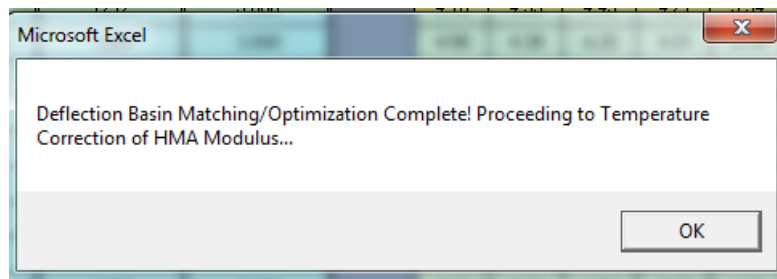 Microsoft Excel
Deflection Basin Matching/Optimization Complete! Proceeding to Temperature
Correction of HMA Modulus...
OK